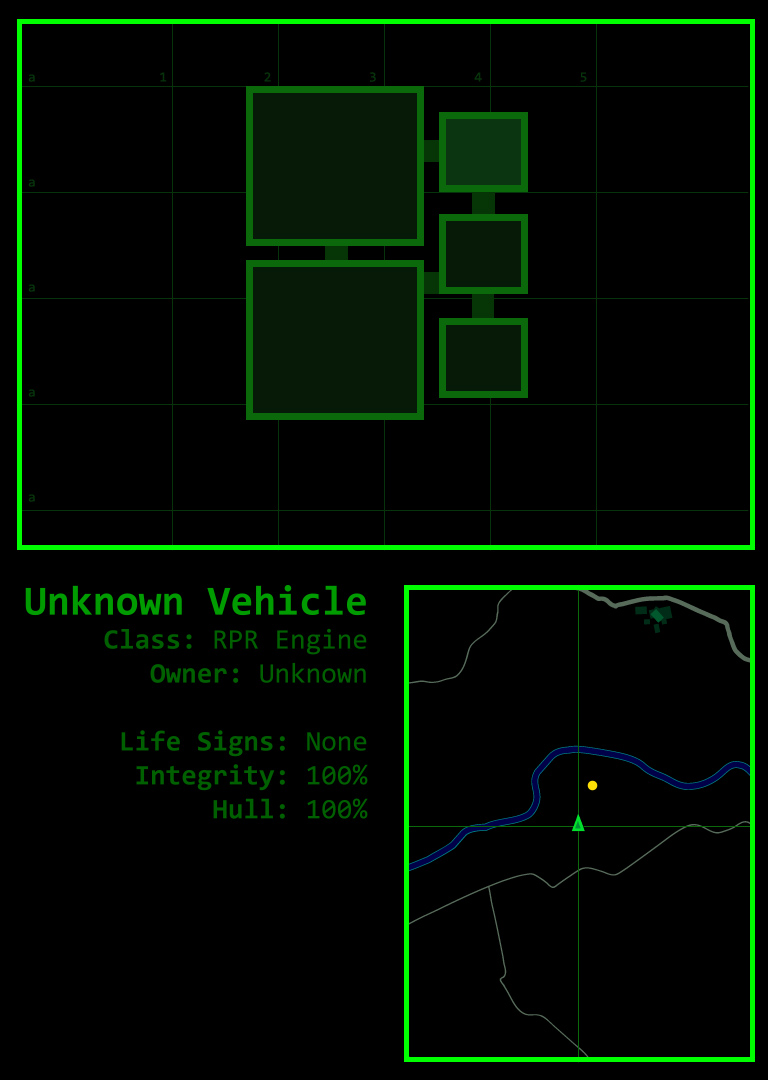 a 1 2 3 4 5
a
a
a
a
Unknown Vehicle
Class: RPR Engine
Owner: Unknown
Life Signs: None
Integrity: 100%
Hull: 100%